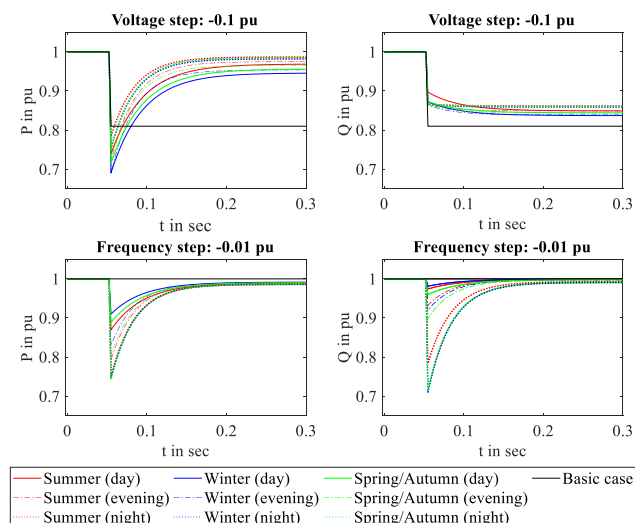 Voltage step: -0.1 pu
Voltage step: -0.1 pu
P in pu
1
0.9
0.8
0.7
0 0.1 0.2 0.3
t in sec
Q in pu
1
0.9
0.8
0.7
0 0.1 0.2 0.3
t in sec
Frequency step: -0.01 pu
Frequency step: -0.01 pu
P in pu
1
0.9
0.8
0.7
0 0.1 0.2 0.3
t in sec
Q in pu
1
0.9
0.8
0.7
0.6
0 0.1 0.2 0.3
t in sec
Summer (day) Winter (day) Spring/Autumn (day) Basic case
Summer (evening) Winter (evening) Spring/Autumn (evening)
Summer (night) Winter (night) Spring/Autumn (night)